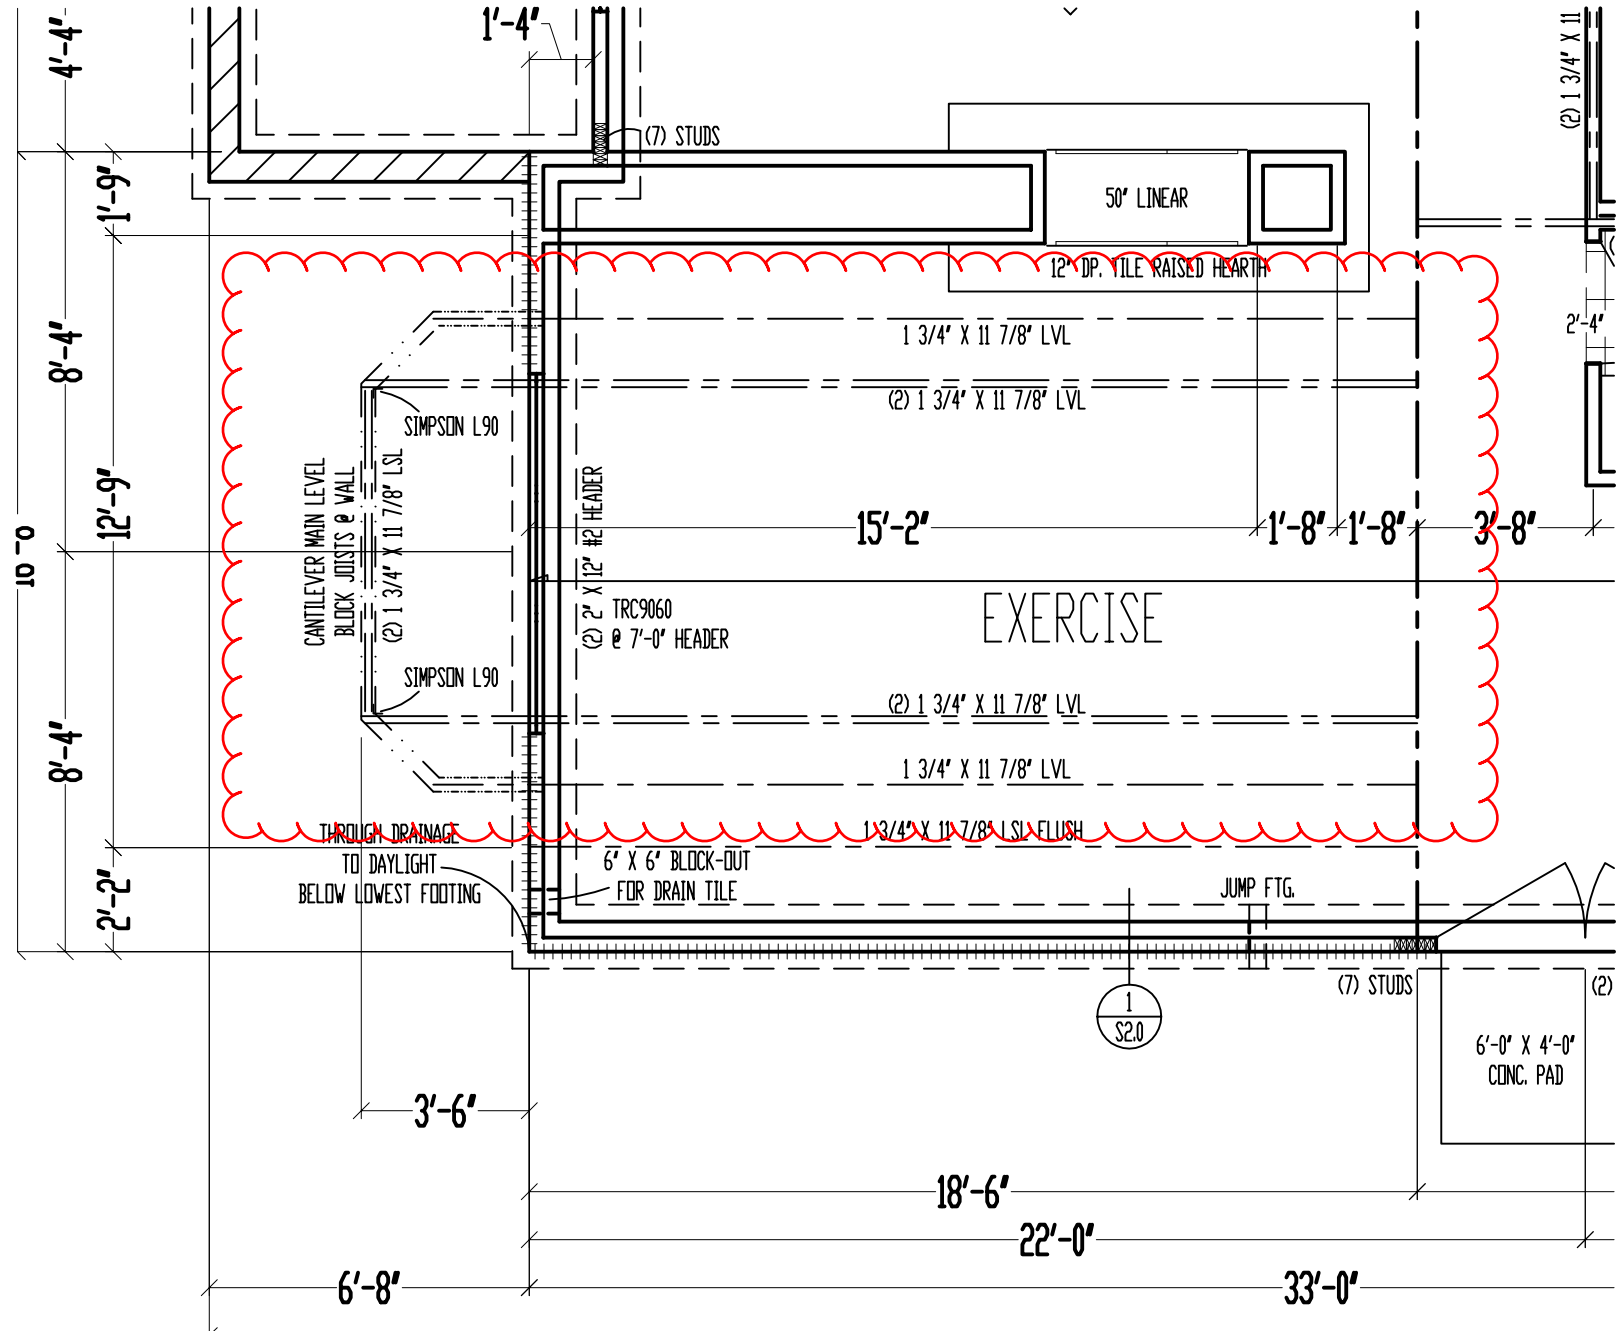 1'-4"
4'-4"
(2) 1 3/4" X 11
(7) STUDS
1'-9"
50" LINEAR
12" DP. TILE RAISED HEARTH
2'-4"
8'-4"
1 3/4" X 11 7/8" LVL
(2) 1 3/4" X 11 7/8" LVL
SIMPSON L90
CANTILEVER MAIN LEVEL
BLOCK JOISTS @ WALL
(2) 1 3/4" X 11 7/8" LSL
(2) 2" X 12" #2 HEADER
12'-9"
15'-2"
1'-8"
1'-8"
3'-8"
TRC9060
@ 7'-0" HEADER
EXERCISE
SIMPSON L90
(2) 1 3/4" X 11 7/8" LVL
8'-4"
1 3/4" X 11 7/8" LVL
1 3/4" X 11 7/8" LSL FLUSH
THROUGH DRAINAGE
TO DAYLIGHT
BELOW LOWEST FOOTING
6" X 6" BLOCK-OUT
FOR DRAIN TILE
2'-2"
JUMP FTG.
(7) STUDS
(2)
1
S2.0
6'-0" X 4'-0"
CONC. PAD
3'-6"
18'-6"
22'-0"
6'-8"
33'-0"